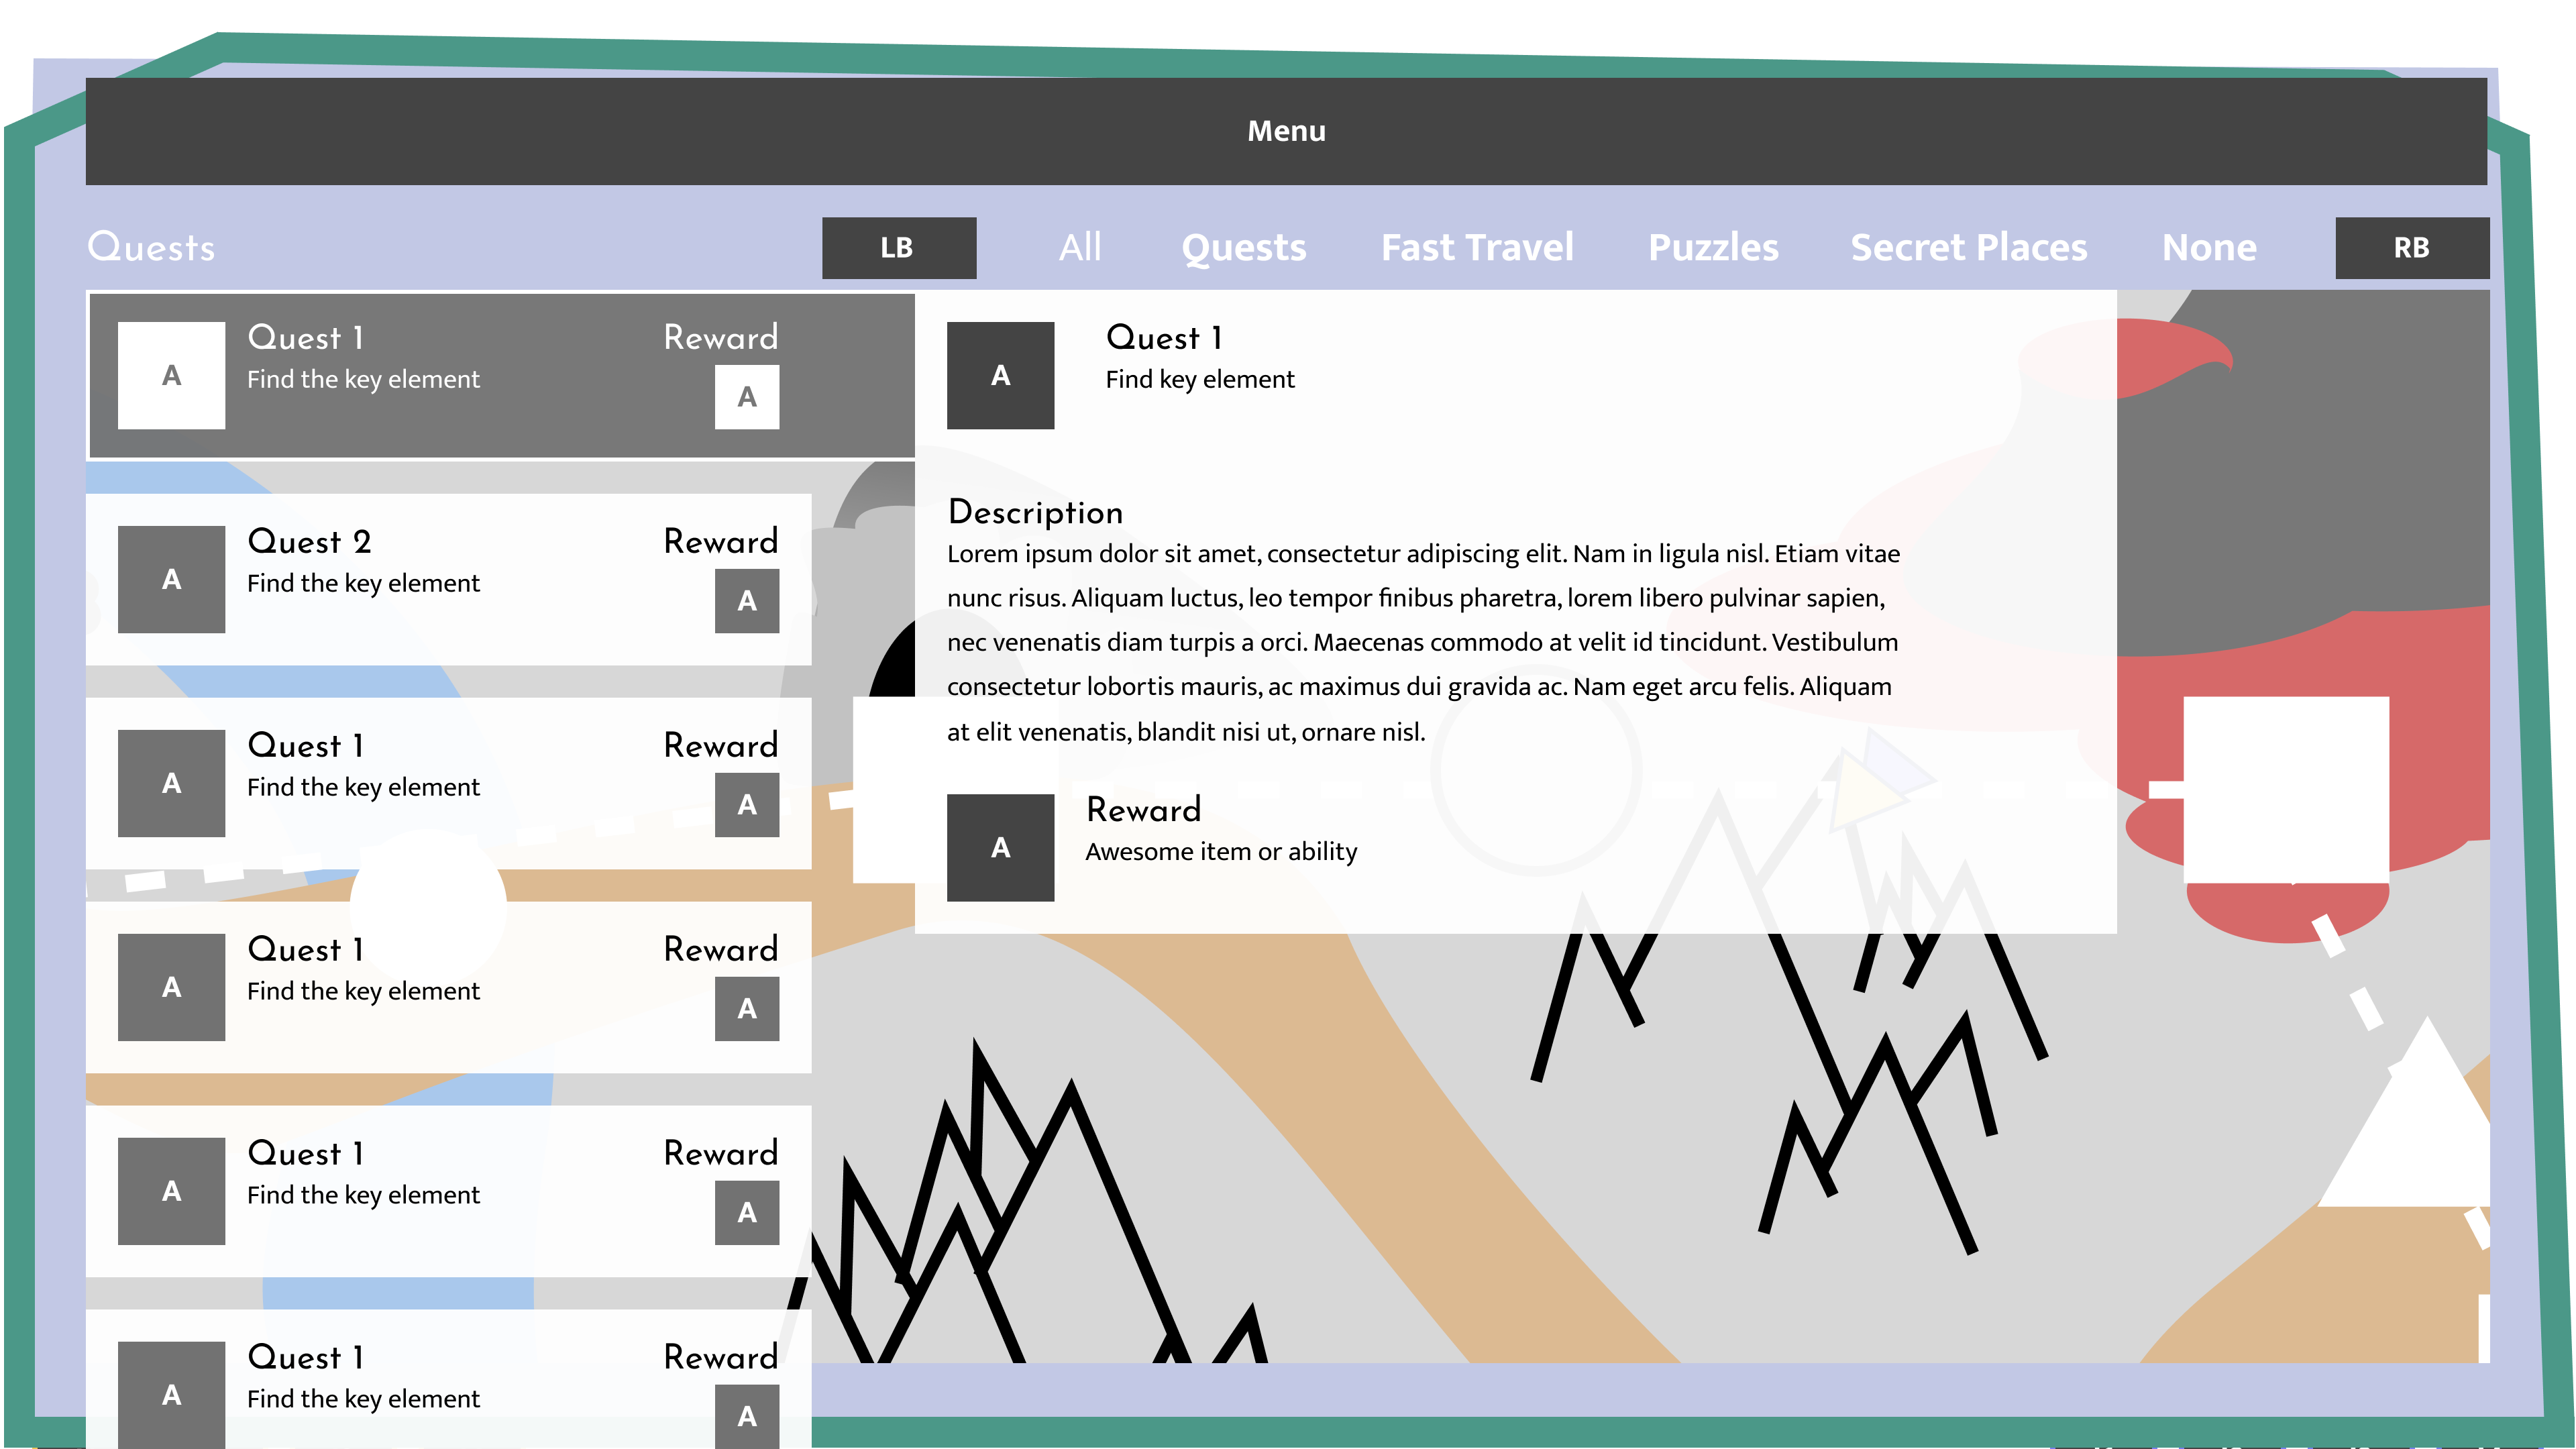 Menu
Quests
LB
All
Quests
Fast Travel
Puzzles
Secret Places
None
RB
A
Quest 1
Find the key element
Reward
A
A
Quest 2
Find the key element
Reward
A
A
Quest 1
Find the key element
Reward
A
A
Quest 1
Find the key element
Reward
A
A
Quest 1
Find the key element
Reward
A
A
Quest 1
Find the key element
Reward
A
A
Quest 1
Find key element
Description
Lorem ipsum dolor sit amet, consectetur adipiscing elit. Nam in ligula nisl. Etiam vitae
nunc risus. Aliquam luctus, leo tempor finibus pharetra, lorem libero pulvinar sapien,
nec venenatis diam turpis a orci. Maecenas commodo at velit id tincidunt. Vestibulum
consectetur lobortis mauris, ac maximus dui gravida ac. Nam eget arcu felis. Aliquam
at elit venenatis, blandit nisi ut, ornare nisl.
A
Reward
Awesome item or ability